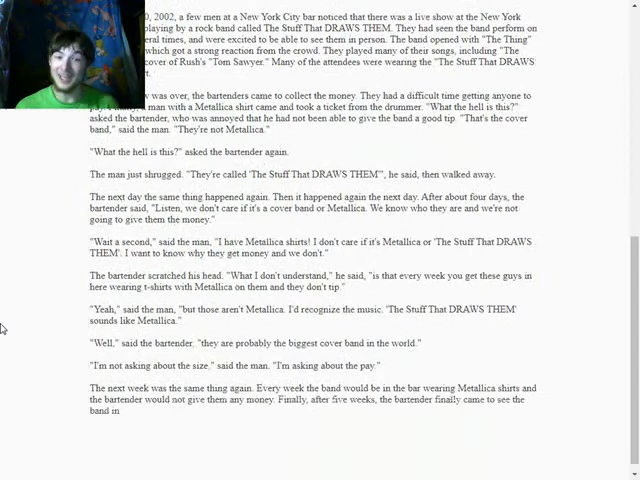 0, 2002, a few men at a New York City bar noticed that there was a live show at the New York
playing by a rock band called The Stuff That DRAWS THEM. They had seen the band perform on
eral times, and were excited to be able to see them in person. The band opened with "The Thing"
which got a strong reaction from the crowd. They played many of their songs, including "The
cover of Rush's "Tom Sawyer." Many of the attendees were wearing the "The Stuff That DRAWS
rt.
w was over, the bartenders came to collect the money. They had a difficult time getting anyone to
a man with a Metallica shirt came and took a ticket from the drummer. "What the hell is this?"
asked the bartender, who was annoyed that he had not been able to give the band a good tip. "That's the cover
band," said the man. "They're not Metallica."
"What the hell is this?" asked the bartender again.
The man just shrugged. "They're called 'The Stuff That DRAWS THEM'", he said, then walked away.
The next day the same thing happened again. Then it happened again the next day. After about four days, the
bartender said, "Listen, we don't care if it's a cover band or Metallica. We know who they are and we're not
going to give them the money."
"Wait a second," said the man, "I have Metallica shirts! I don't care if it's Metallica or 'The Stuff That DRAWS
THEM'. I want to know why they get money and we don't."
The bartender scratched his head. "What I don't understand," he said, "is that every week you get these guys in
here wearing t-shirts with Metallica on them and they don't tip."
"Yeah," said the man, "but those aren't Metallica. I'd recognize the music. 'The Stuff That DRAWS THEM'
sounds like Metallica."
"Well," said the bartender. "they are probably the biggest cover band in the world."
"I'm not asking about the size," said the man. "I'm asking about the pay."
The next week was the same thing again. Every week the band would be in the bar wearing Metallica shirts and
the bartender would not give them any money. Finally, after five weeks, the bartender finally came to see the
band in